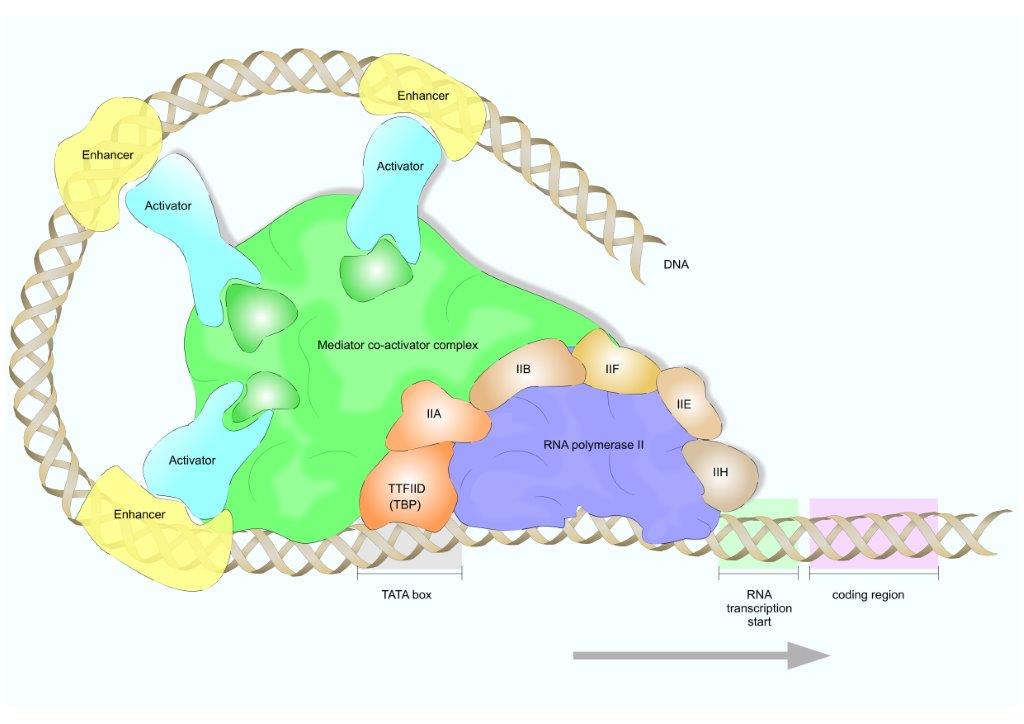 Enhancer
Enhancer
Activator
Activator
DNA
Mediator co-activator complex
IIB
IIF
IIE
IIA
RNA polymerase II
Activator
IIH
TTFIID
(TBP)
Enhancer
TATA box
RNA
transcription
start
coding region